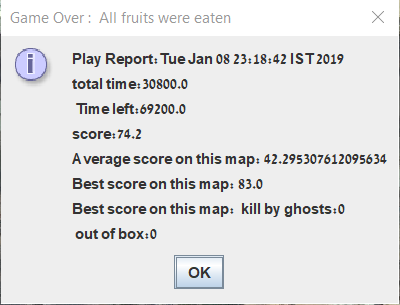 Game Over : All fruits were eaten
Play Report: Tue Jan 08 23:18:42 IST 2019
total time:30800.0
Time left:69200.0
score:74.2
Average score on this map: 42.295307612095634
Best score on this map: 83.0
Best score on this map: kill by ghosts:0
out of box:0
OK